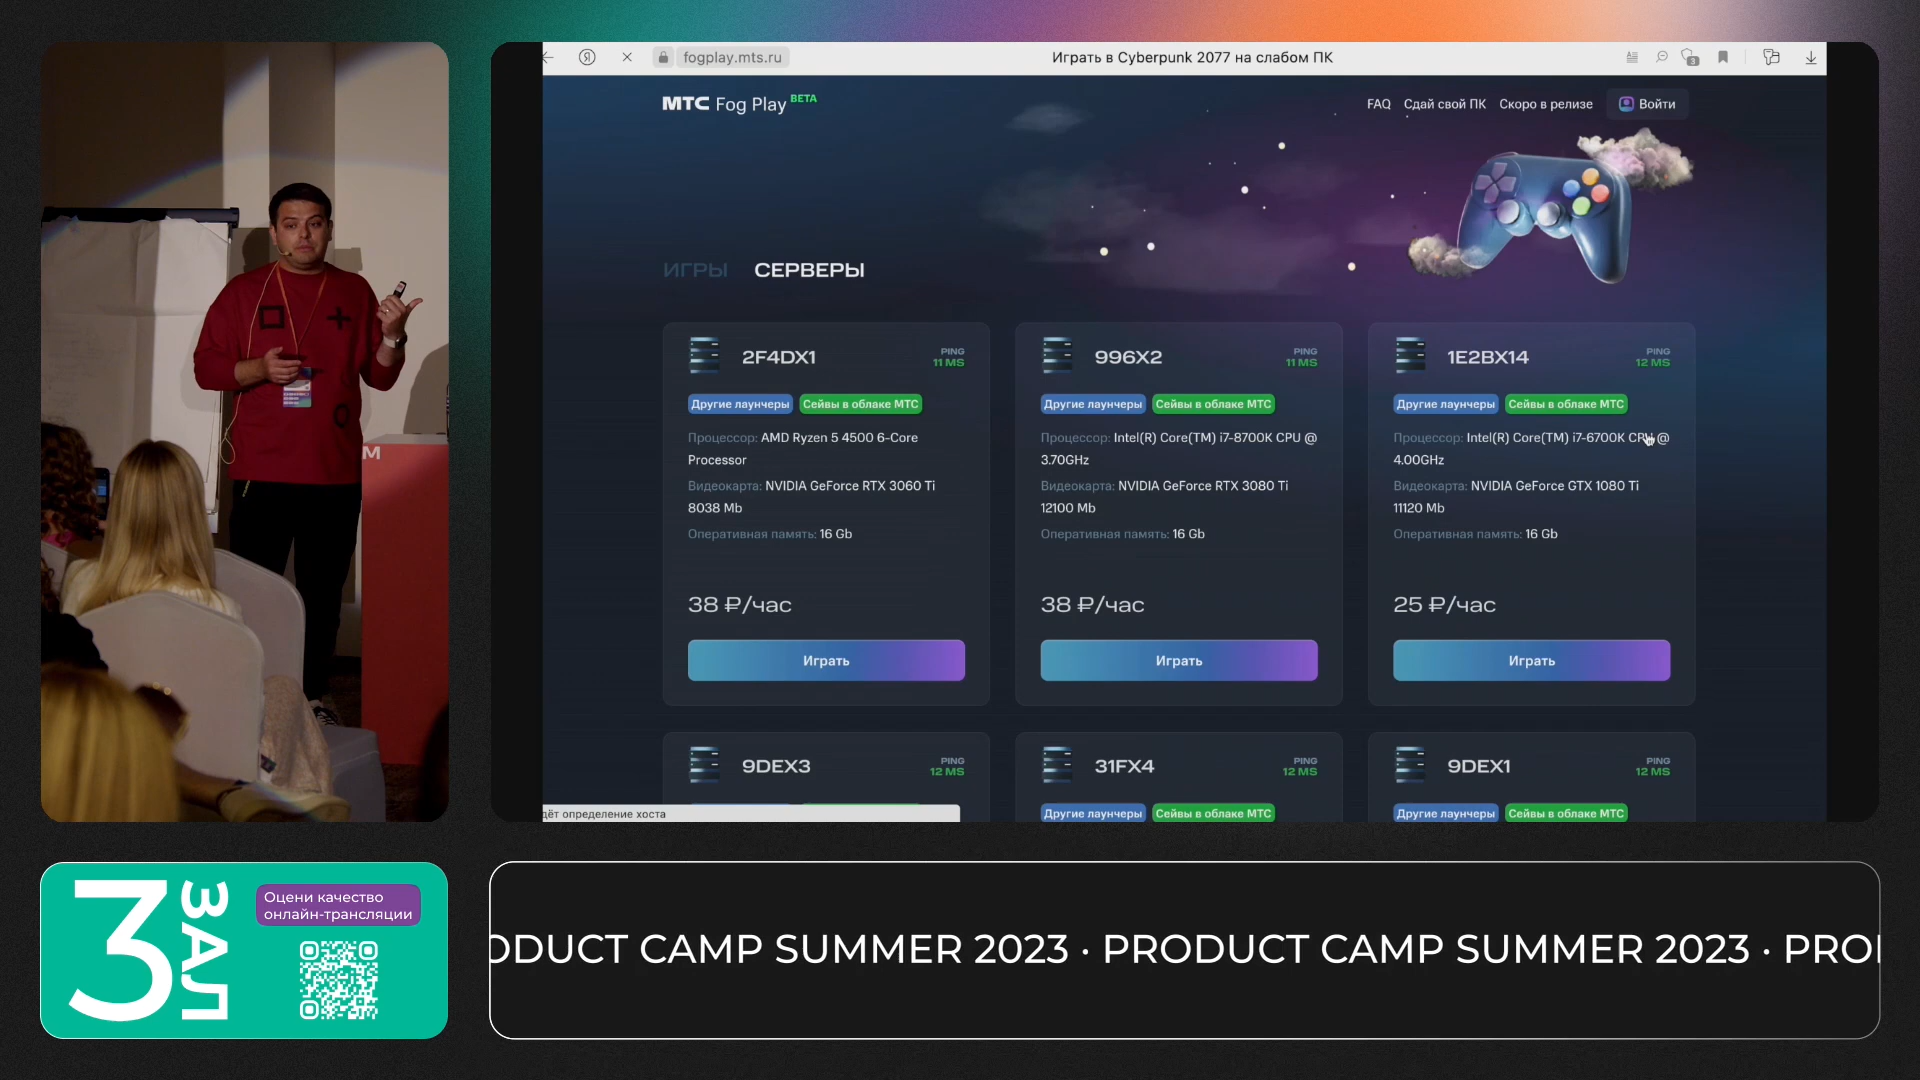 fogplay.mts.ru
Играть в Cyberpunk 2077 на слабом ПК
3
МТС Fog Play BETA
FAQ Сдай свой ПК Скоро в релизе Войти
ИГРЫ СЕРВЕРЫ
2F4DX1
PING
11 MS
Другие лаунчеры Сейвы в облаке МТС
Процессор: AMD Ryzen 5 4500 6-Core
Processor
Видеокарта: NVIDIA GeForce RTX 3060 Ti
8038 Mb
Оперативная память: 16 Gb
38 ₽/час
Играть
996X2
PING
11 MS
Другие лаунчеры Сейвы в облаке МТС
Процессор: Intel(R) Core(TM) i7-8700K CPU @
3.70GHz
Видеокарта: NVIDIA GeForce RTX 3080 Ti
12100 Mb
Оперативная память: 16 Gb
38 ₽/час
Играть
1E2BX14
PING
12 MS
Другие лаунчеры Сейвы в облаке МТС
Процессор: Intel(R) Core(TM) i7-6700K CPU @
4.00GHz
Видеокарта: NVIDIA GeForce GTX 1080 Ti
11120 Mb
Оперативная память: 16 Gb
25 ₽/час
Играть
9DEX3
PING
12 MS
31FX4
PING
12 MS
Другие лаунчеры Сейвы в облаке МТС
9DEX1
PING
12 MS
Другие лаунчеры Сейвы в облаке МТС
дёт определение хоста
М
3 ЗАЛ
Оцени качество
онлайн-трансляции
ODUCT CAMP SUMMER 2023 · PRODUCT CAMP SUMMER 2023 · PRO